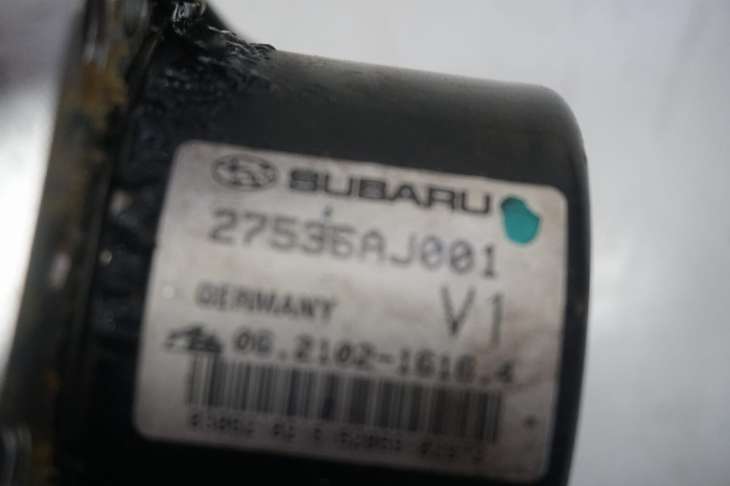 SUBARU
27536AJ001
GERMANY V1
06.2102-1616.4